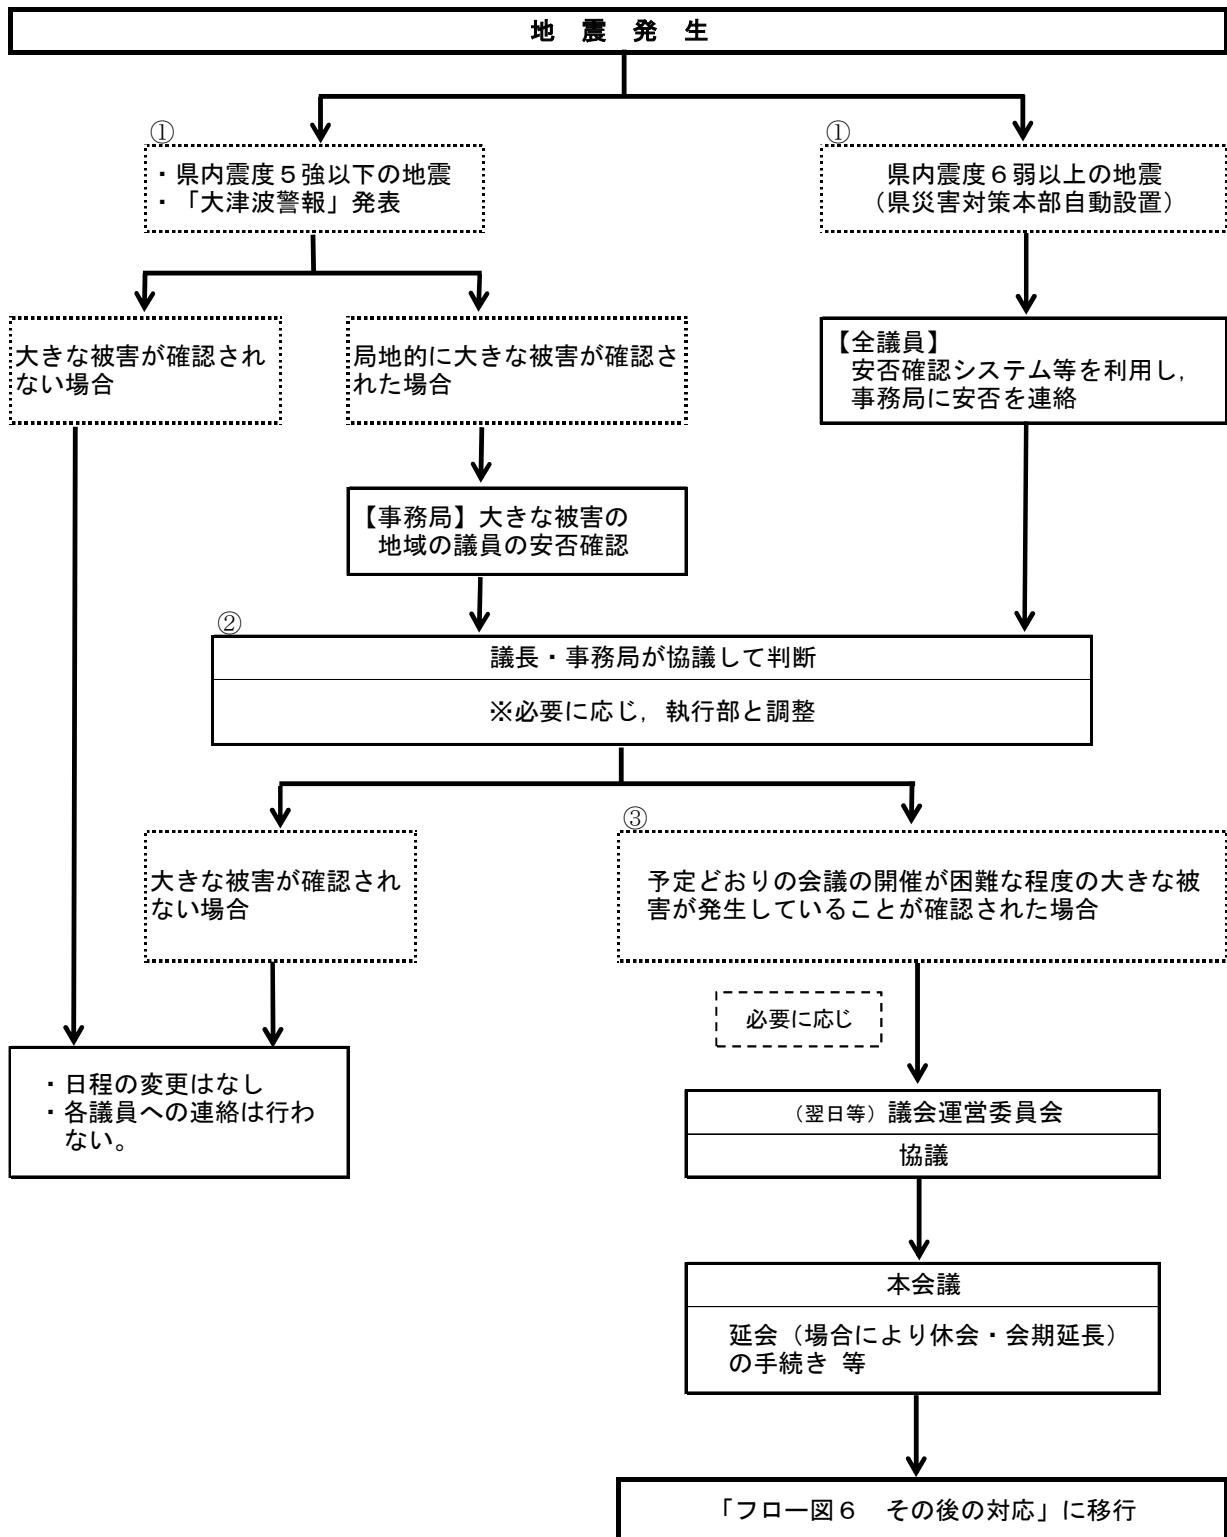 地　震　発　生
①
・県内震度５強以下の地震
・「大津波警報」発表
①
県内震度６弱以上の地震
（県災害対策本部自動設置）
大きな被害が確認され
ない場合
局地的に大きな被害が確認さ
れた場合
【全議員】
安否確認システム等を利用し，
事務局に安否を連絡
【事務局】大きな被害の
地域の議員の安否確認
②
議長・事務局が協議して判断
※必要に応じ，執行部と調整
大きな被害が確認され
ない場合
③
予定どおりの会議の開催が困難な程度の大きな被
害が発生していることが確認された場合
必要に応じ
・日程の変更はなし
・各議員への連絡は行わ
ない。
（翌日等）議会運営委員会
協議
本会議
延会（場合により休会・会期延長）
の手続き 等
「フロー図６　その後の対応」に移行